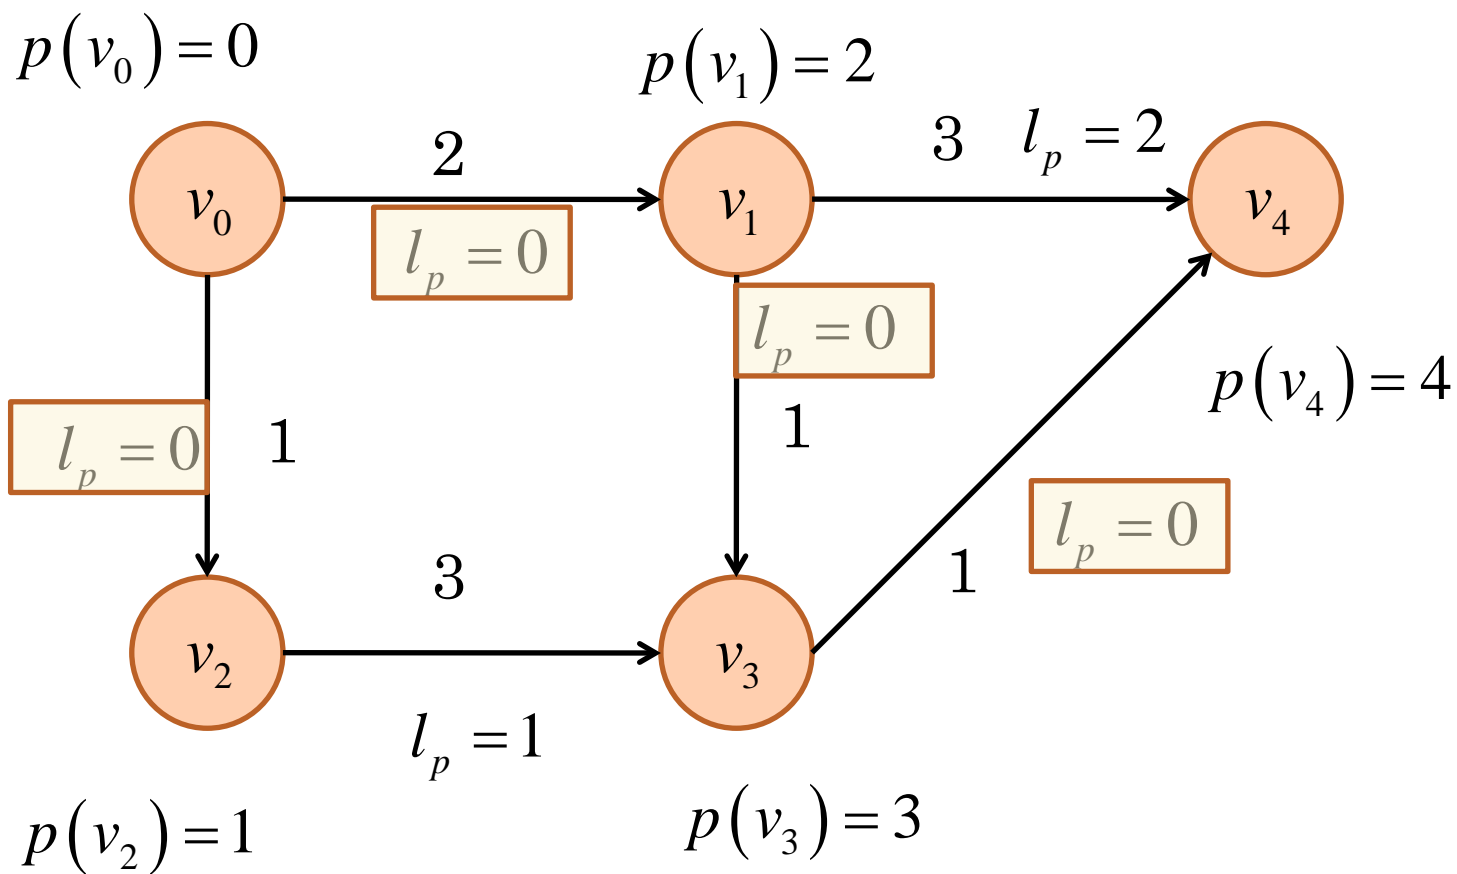 p(v₀) = 0
p(v₁) = 2
2
3
lₚ = 2
v₀
v₁
v₄
lₚ = 0
lₚ = 0
p(v₄) = 4
lₚ = 0
1
1
lₚ = 0
3
1
v₂
v₃
lₚ = 1
p(v₂) = 1
p(v₃) = 3